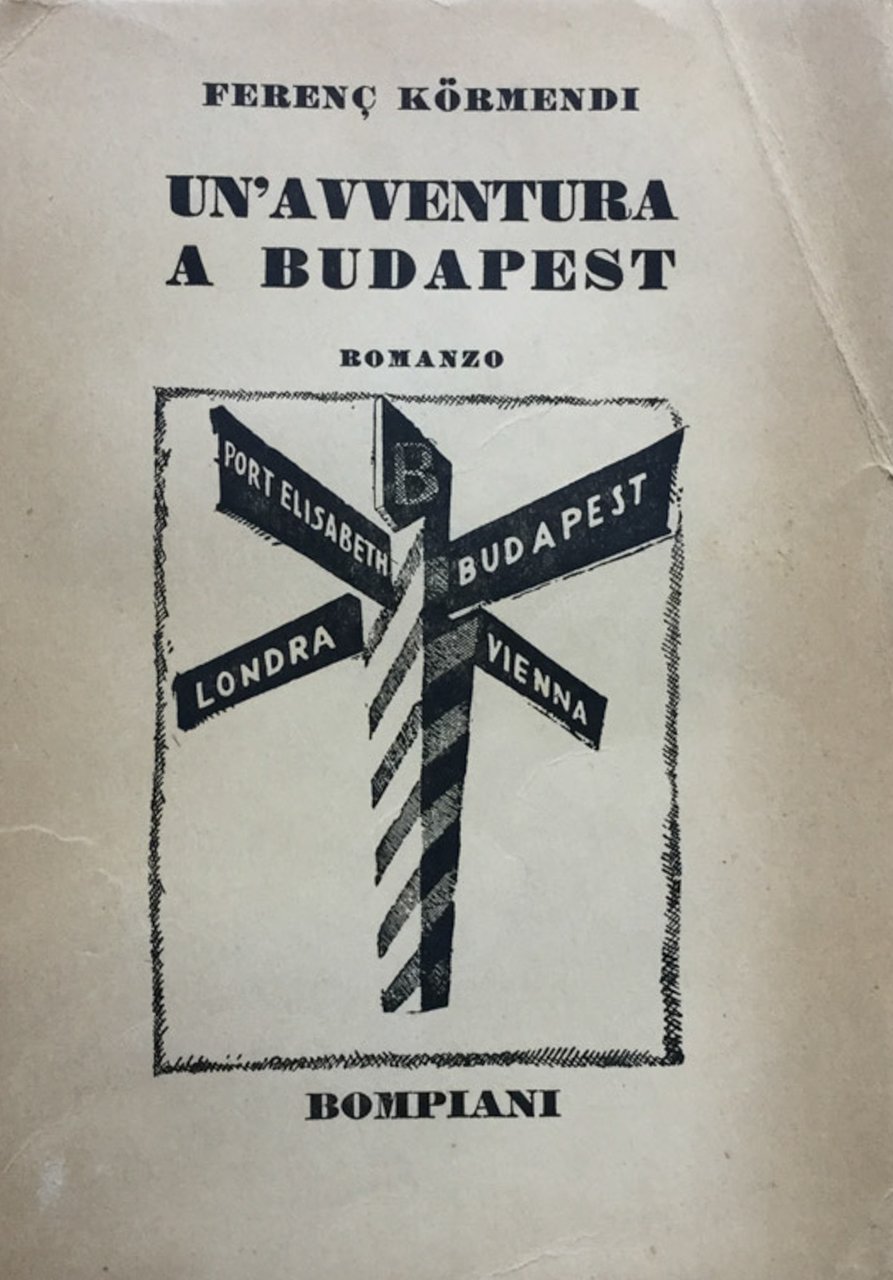 FERENÇ KÖRMENDI
UN'AVVENTURA
A BUDAPEST
ROMANZO
B
PORT ELISABETH
BUDAPEST
LONDRA
VIENNA
BOMPIANI